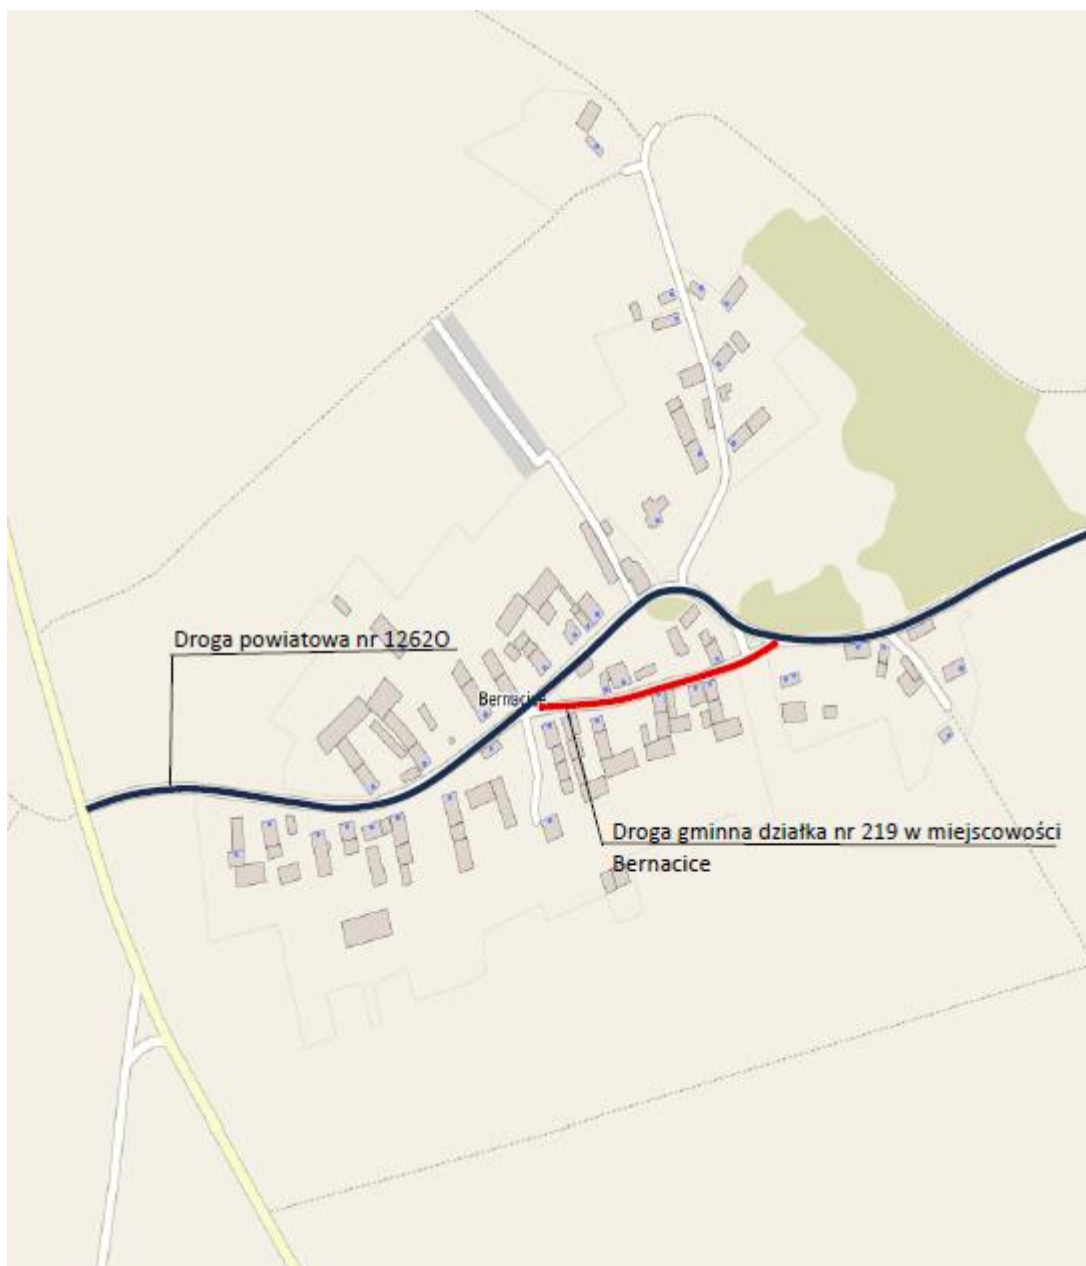 Droga powiatowa nr 1262O
Bernacice
Droga gminna działka nr 219 w miejscowości
Bernacice